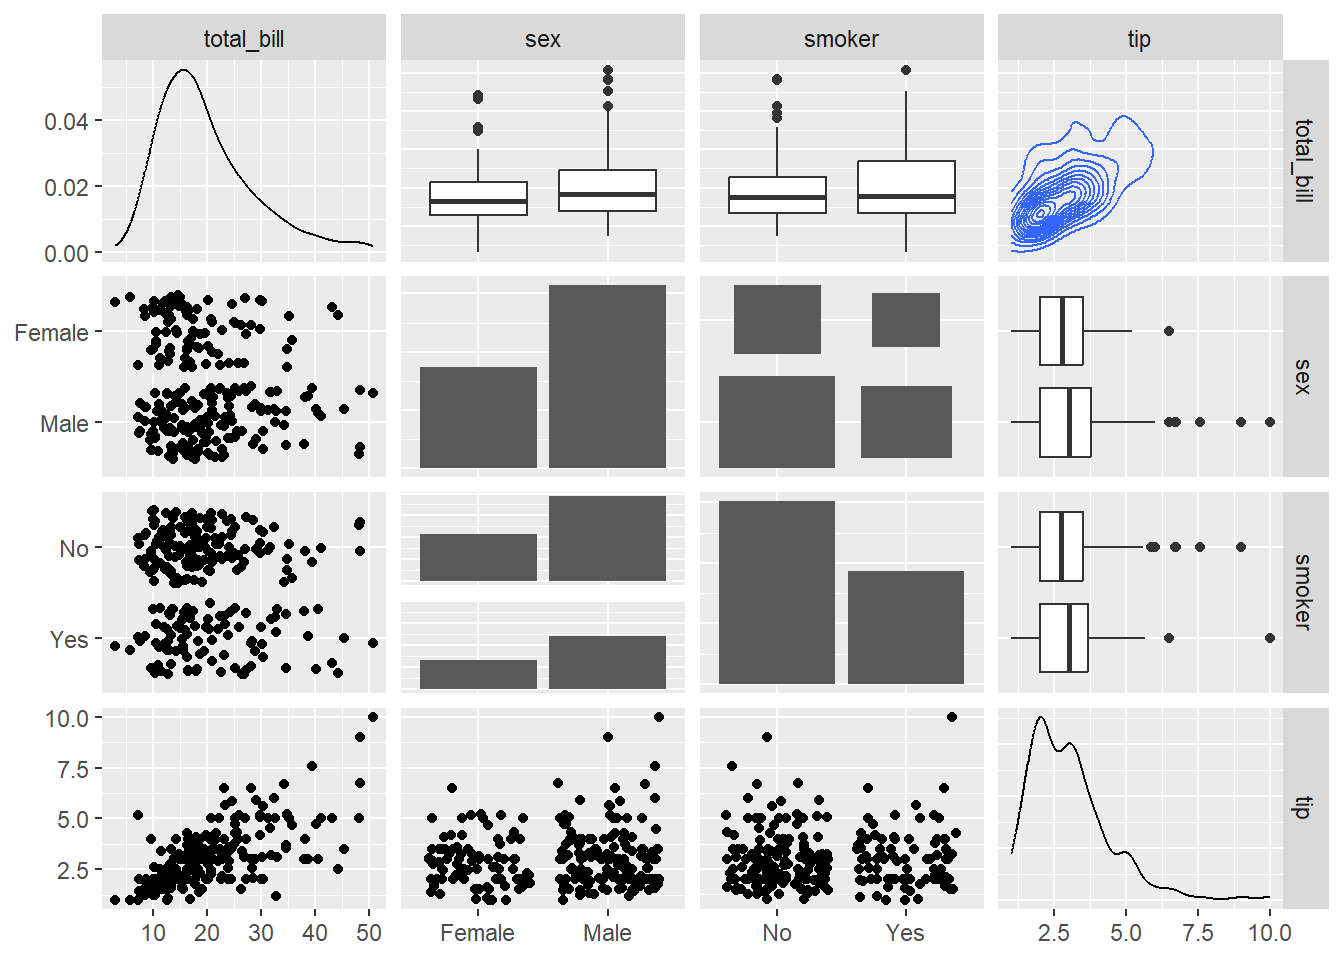 total_bill sex smoker tip
0.04
0.02
0.00
total_bill
Female
Male
sex
No
Yes
smoker
10.0
7.5
5.0
2.5
tip
10 20 30 40 50 Female Male No Yes 2.5 5.0 7.5 10.0